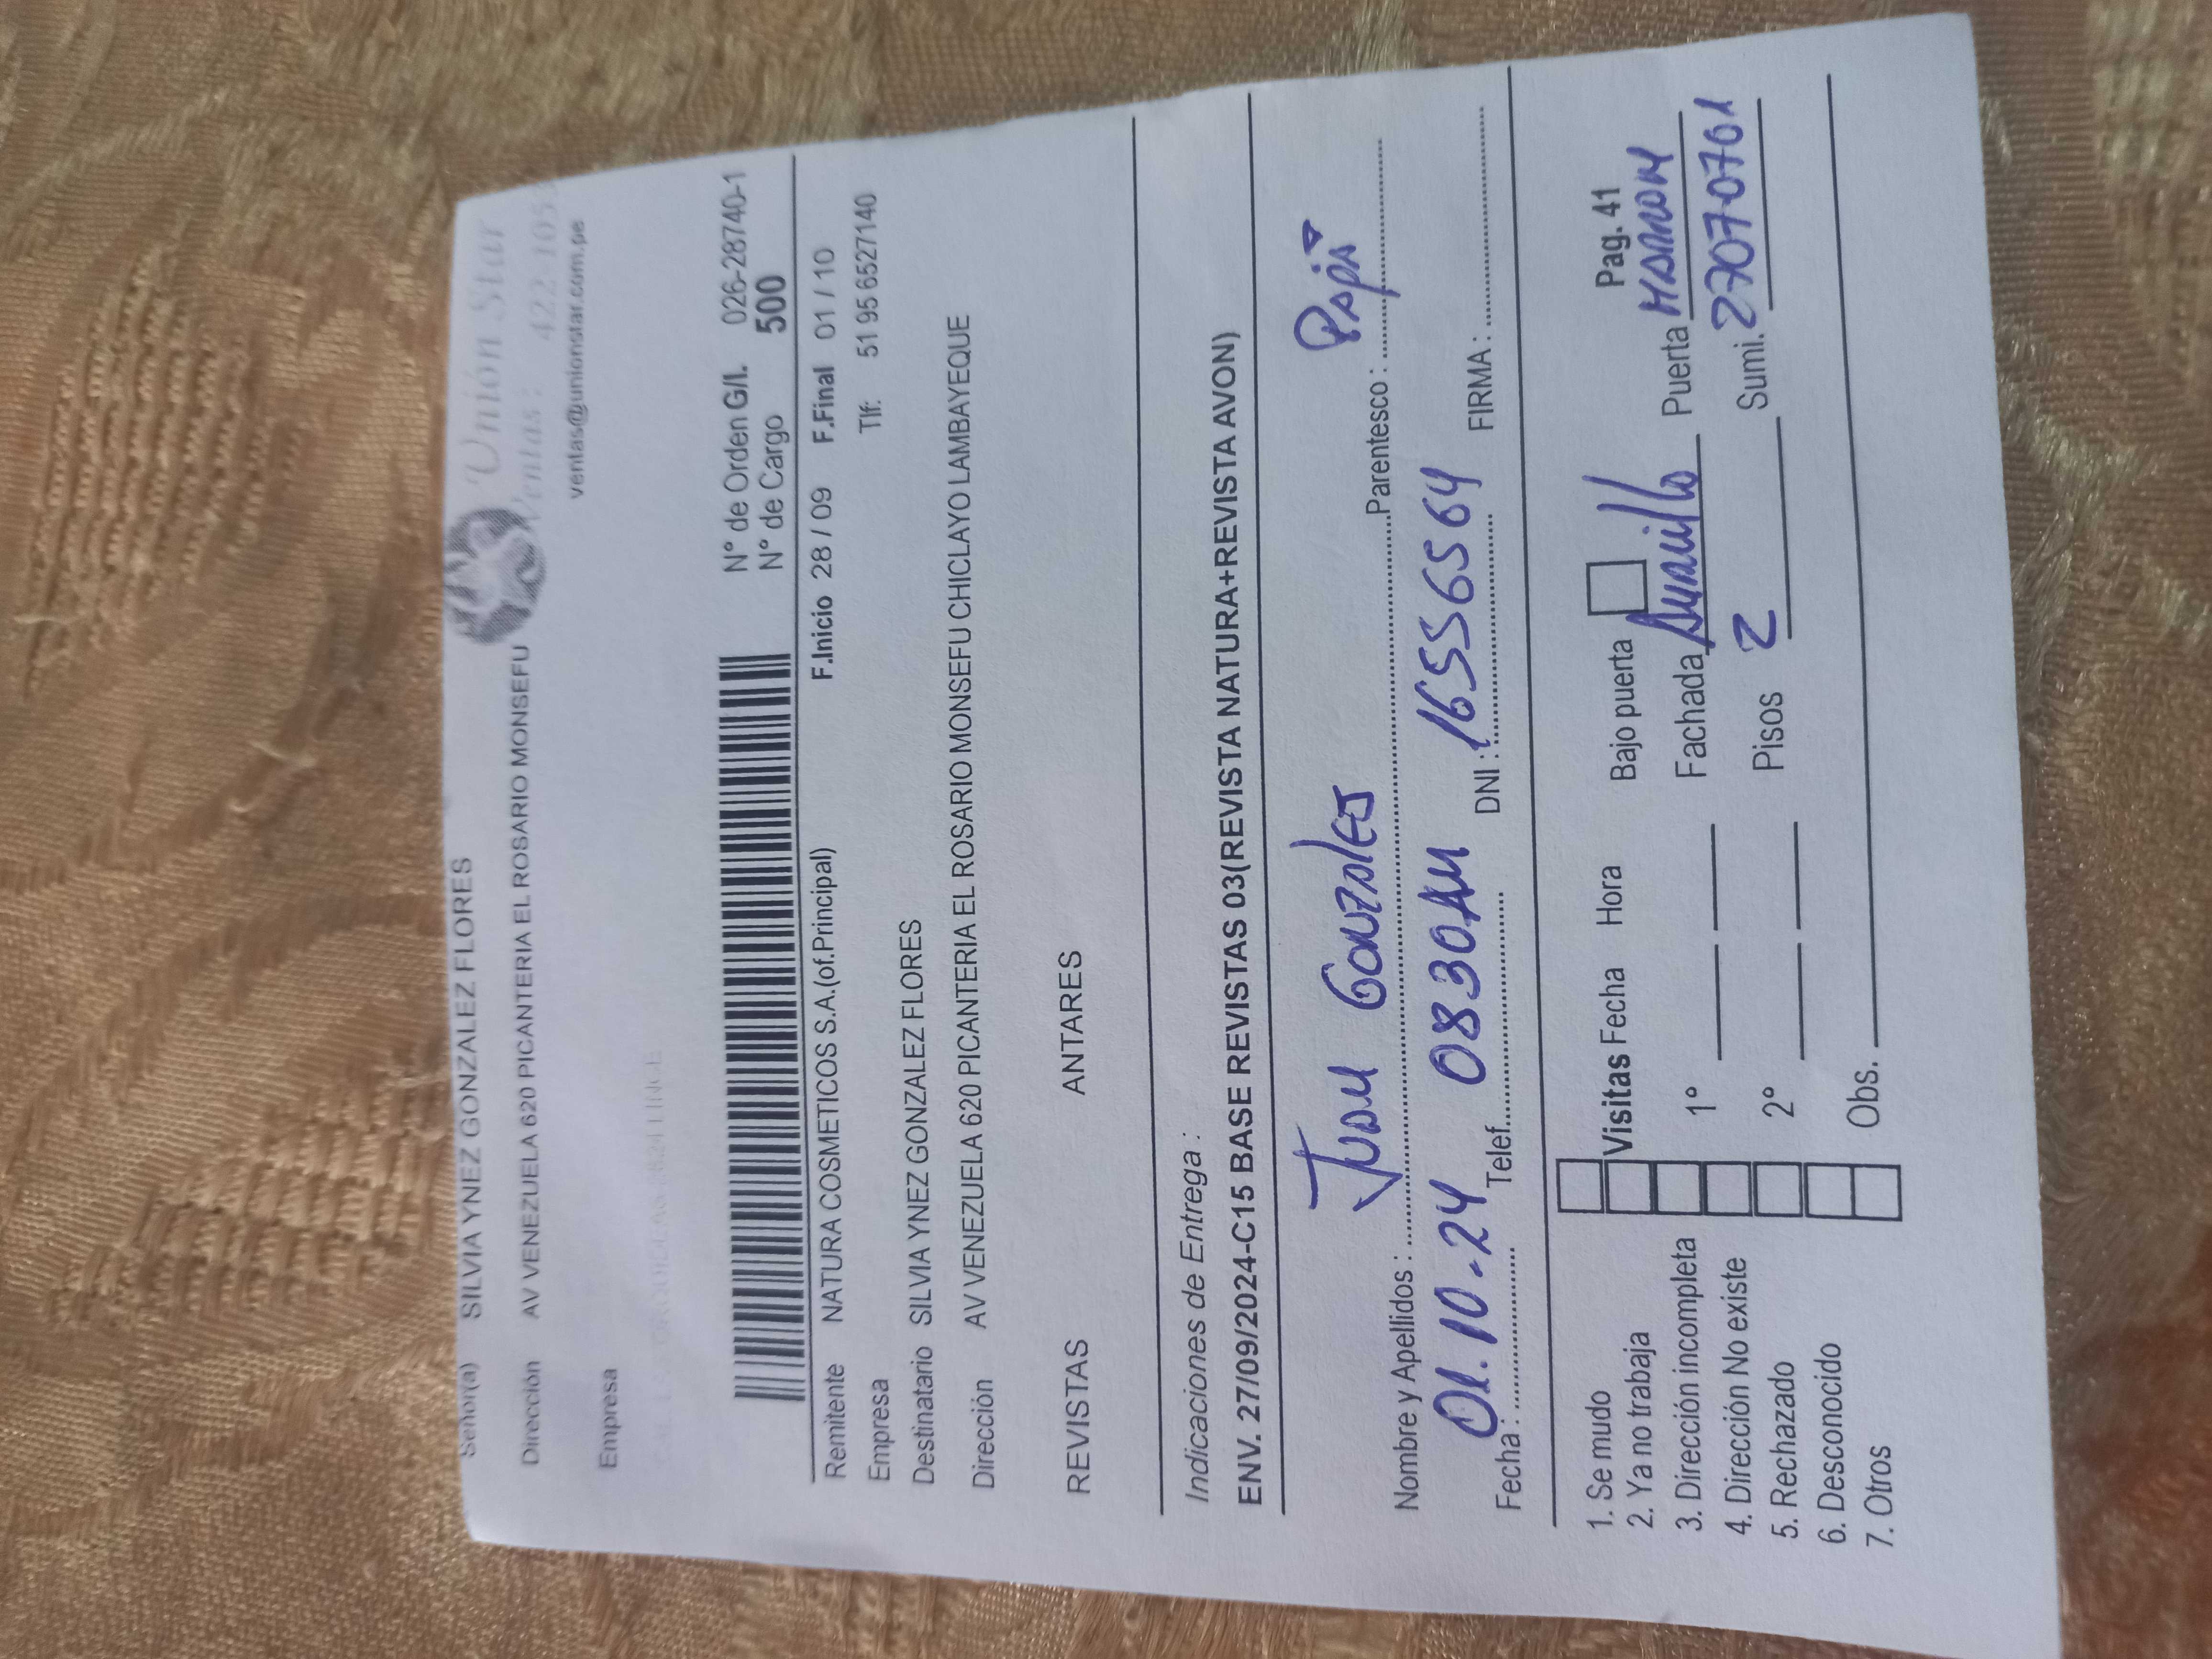 Señor(a) SILVIA YNEZ GONZALEZ FLORES
Unión Star
Ventas : 422-105
Dirección AV VENEZUELA 620 PICANTERIA EL ROSARIO MONSEFU
ventas@unionstar.com.pe
Empresa
N° de Orden G/I. 026-28740-1
N° de Cargo 500
F.Inicio 28 / 09 F.Final 01 / 10
Remitente NATURA COSMETICOS S.A.(of.Principal)
Empresa Tlf: 51 95 6527140
Destinatario SILVIA YNEZ GONZALEZ FLORES
Dirección AV VENEZUELA 620 PICANTERIA EL ROSARIO MONSEFU CHICLAYO LAMBAYEQUE
REVISTAS ANTARES
Indicaciones de Entrega :
ENV. 27/09/2024-C15 BASE REVISTAS 03(REVISTA NATURA+REVISTA AVON)
Nombre y Apellidos : Juan Gonzales Parentesco : Papá
Fecha : 01.10.24 Telef. 0830AM DNI : 16556564 FIRMA :
1. Se mudo
2. Ya no trabaja
3. Dirección incompleta
4. Dirección No existe
5. Rechazado
6. Desconocido
7. Otros
Visitas Fecha Hora
1°
2°
Obs.
Bajo puerta Pag. 41
Fachada Puerta
Pisos 2 Sumi. 27070701